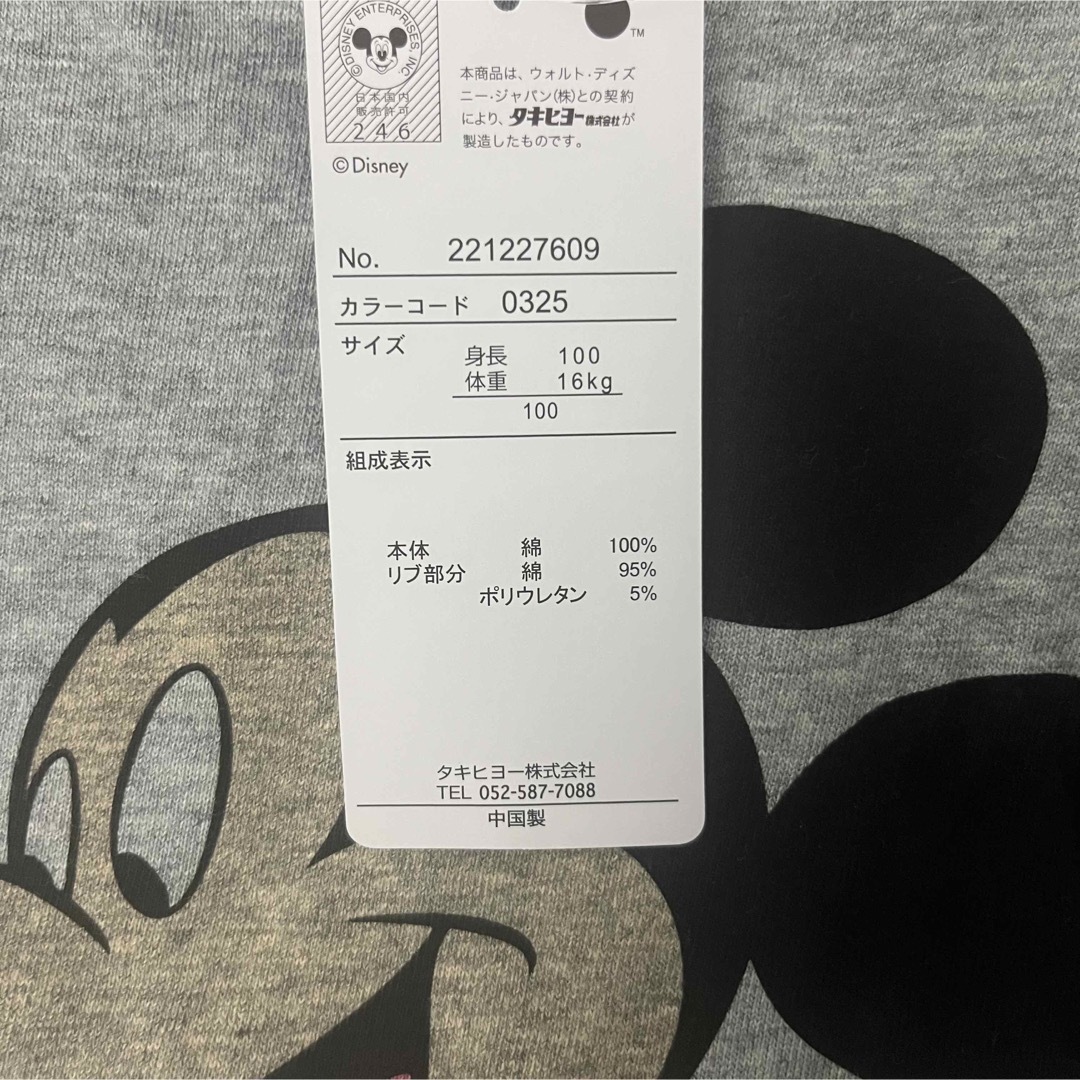 ©DISNEY ENTERPRISES, INC.
日本国内
販売許可
246
©Disney
TM
本商品は、ウォルト・ディズ
ニー・ジャパン(株)との契約
により、タキヒヨー株式会社が
製造したものです。
No. 221227609
カラーコード 0325
サイズ
身長 100
体重 16kg
100
組成表示
本体 綿 100%
リブ部分 綿 95%
ポリウレタン 5%
タキヒヨー株式会社
TEL 052-587-7088
中国製